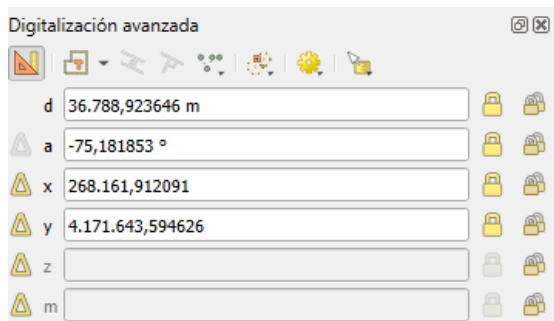 Digitalización avanzada
d 36.788,923646 m
a -75,181853 °
x 268.161,912091
y 4.171.643,594626
z
m